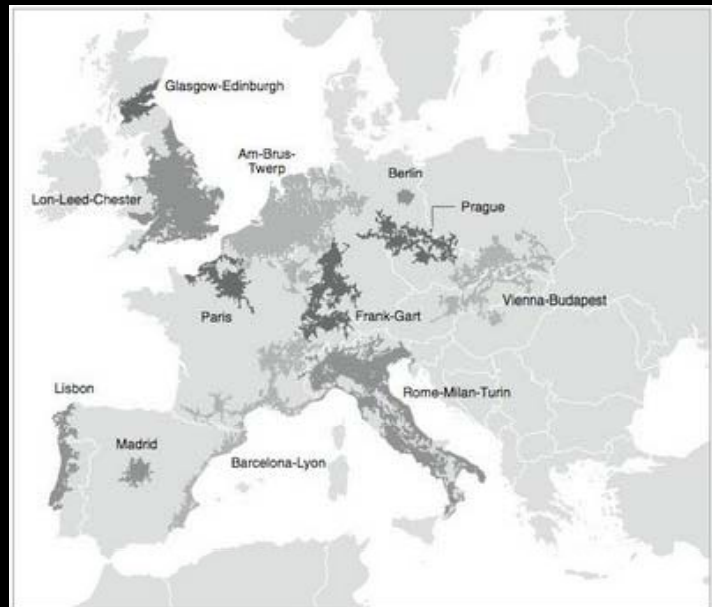 Glasgow-Edinburgh
Am-Brus-
Twerp
Berlin
Lon-Leed-Chester
Prague
Vienna-Budapest
Paris
Frank-Gart
Lisbon
Rome-Milan-Turin
Madrid
Barcelona-Lyon